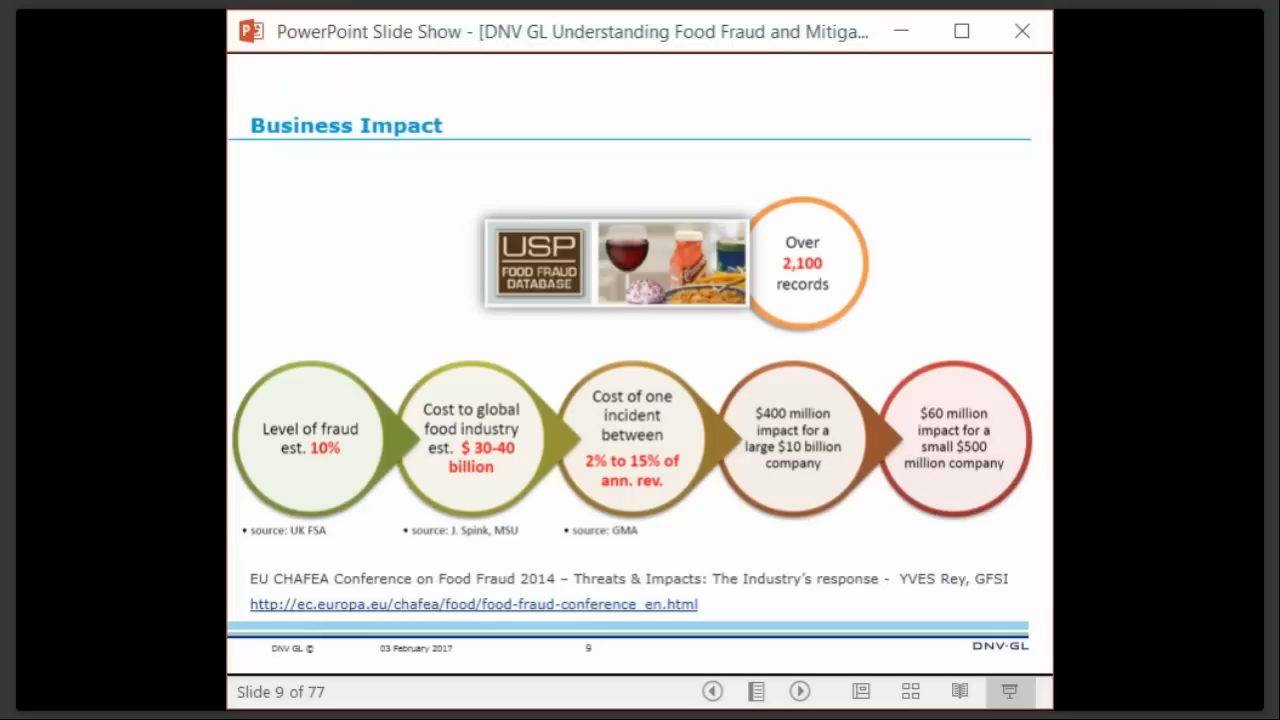 PowerPoint Slide Show - [DNV GL Understanding Food Fraud and Mitiga...
Business Impact
USP
FOOD FRAUD
DATABASE
Over
2,100
records
Level of fraud
est. 10%
Cost to global
food industry
est. $ 30-40
billion
Cost of one
incident
between
2% to 15% of
ann. rev.
$400 million
impact for a
large $10 billion
company
$60 million
impact for a
small $500
million company
• source: UK FSA
• source: J. Spink, MSU
• source: GMA
EU CHAFEA Conference on Food Fraud 2014 – Threats & Impacts: The Industry's response - YVES Rey, GFSI
http://ec.europa.eu/chafea/food/food-fraud-conference_en.html
DNV GL ©
03 February 2017
9
DNV·GL
Slide 9 of 77